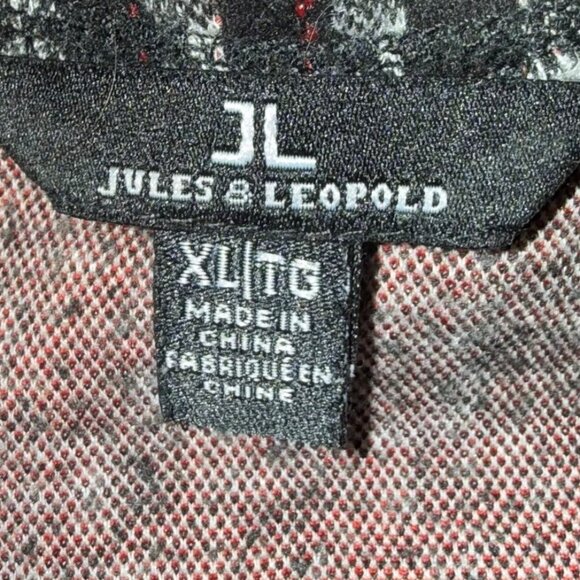 JL
JULES & LEOPOLD
XL|TG
MADE IN
CHINA
FABRIQUE EN
CHINE